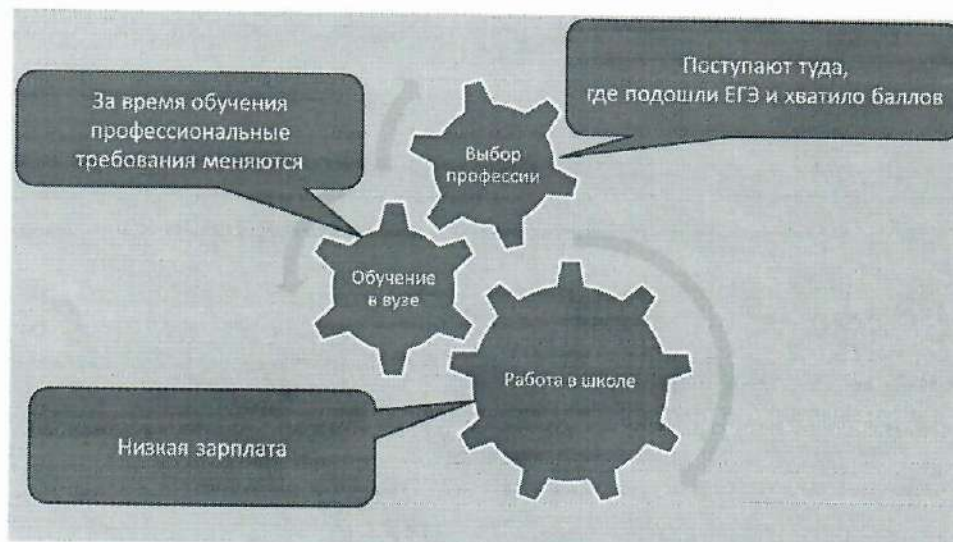 Поступают туда,
где подошли ЕГЭ и хватило баллов
За время обучения
профессиональные
требования меняются
Выбор
профессии
Обучение
в вузе
Работа в школе
Низкая зарплата